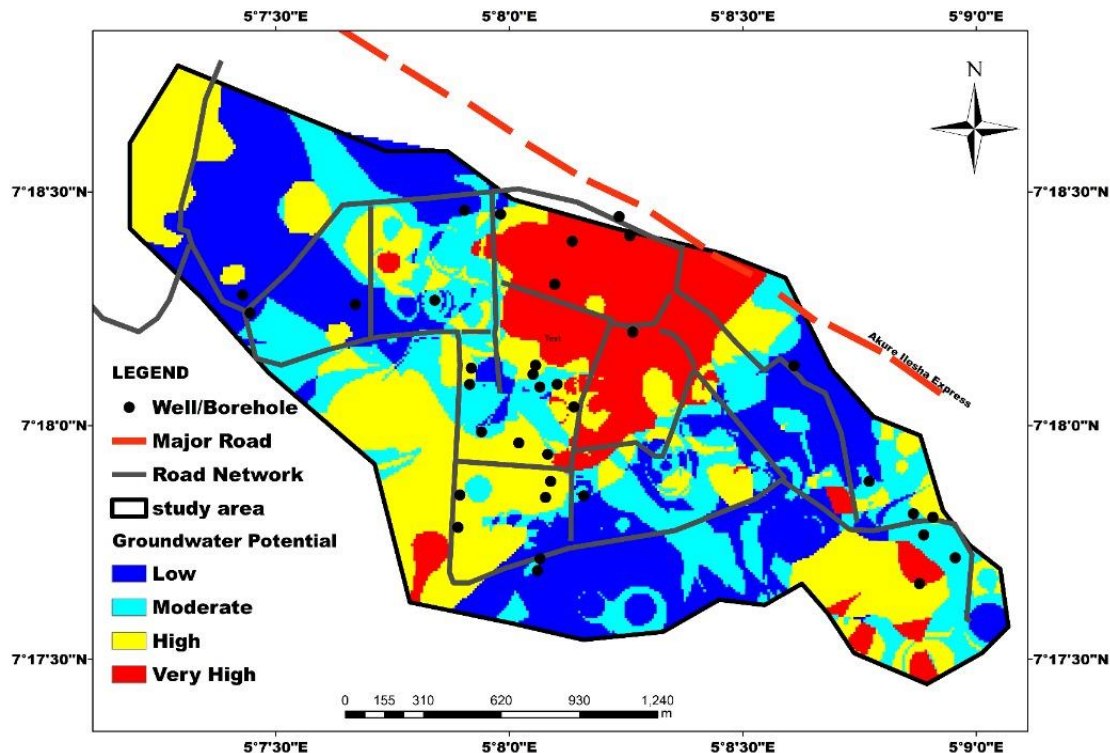 5°7'30"E 5°8'0"E 5°8'30"E 5°9'0"E
N
7°18'30"N 7°18'30"N
Text
Akure Ilesha Express
LEGEND
Well/Borehole
Major Road
Road Network
study area
Groundwater Potential
Low
Moderate
High
Very High
7°18'0"N 7°18'0"N
7°17'30"N 7°17'30"N
0 155 310 620 930 1,240
m
5°7'30"E 5°8'0"E 5°8'30"E 5°9'0"E